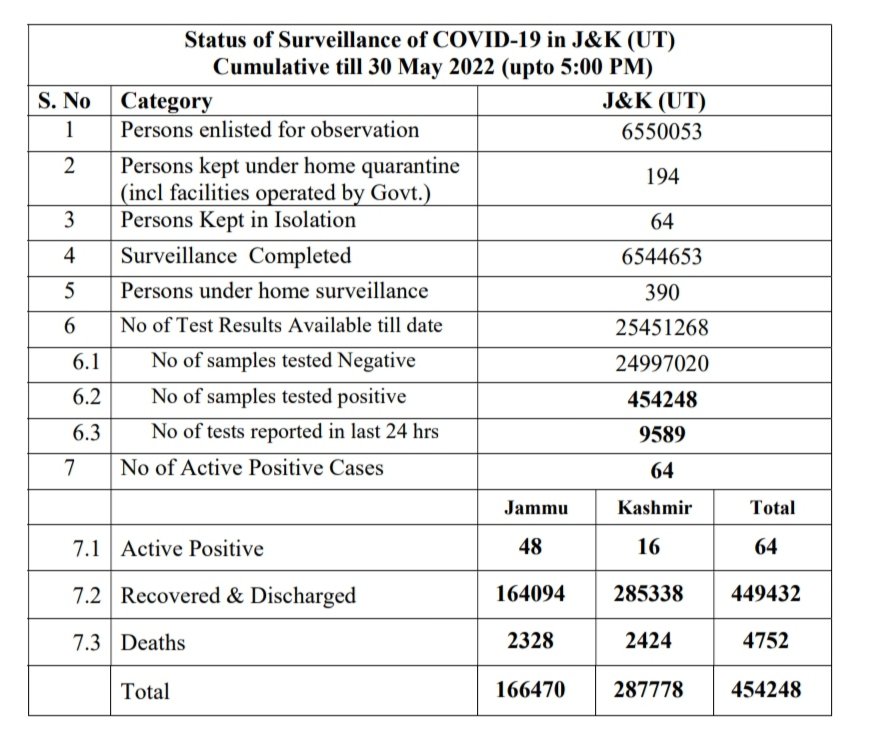 Status of Surveillance of COVID-19 in J&K (UT)
Cumulative till 30 May 2022 (upto 5:00 PM)
S. No Category J&K (UT)
1 Persons enlisted for observation 6550053
2 Persons kept under home quarantine
(incl facilities operated by Govt.) 194
3 Persons Kept in Isolation 64
4 Surveillance Completed 6544653
5 Persons under home surveillance 390
6 No of Test Results Available till date 25451268
6.1 No of samples tested Negative 24997020
6.2 No of samples tested positive 454248
6.3 No of tests reported in last 24 hrs 9589
7 No of Active Positive Cases 64
Jammu Kashmir Total
7.1 Active Positive 48 16 64
7.2 Recovered & Discharged 164094 285338 449432
7.3 Deaths 2328 2424 4752
Total 166470 287778 454248